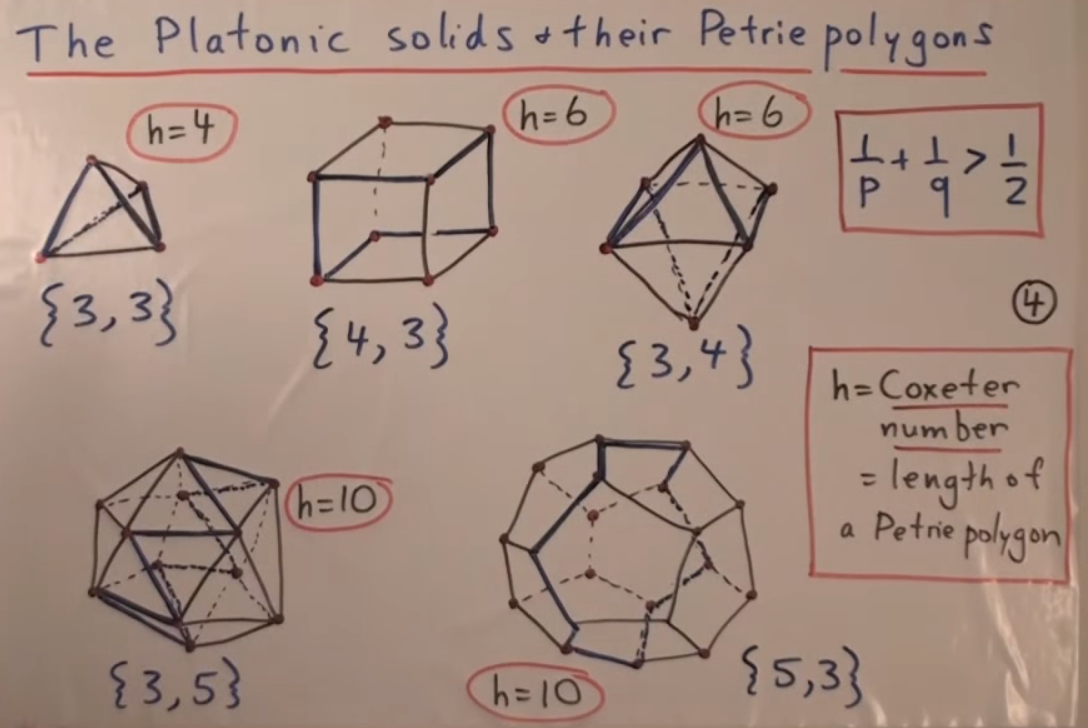 The Platonic solids & their Petrie polygons
h=4
h=6
h=6
1/p + 1/q > 1/2
{3,3}
{4,3}
{3,4}
4
h=Coxeter
number
=length of
a Petrie polygon
h=10
{3,5}
h=10
{5,3}